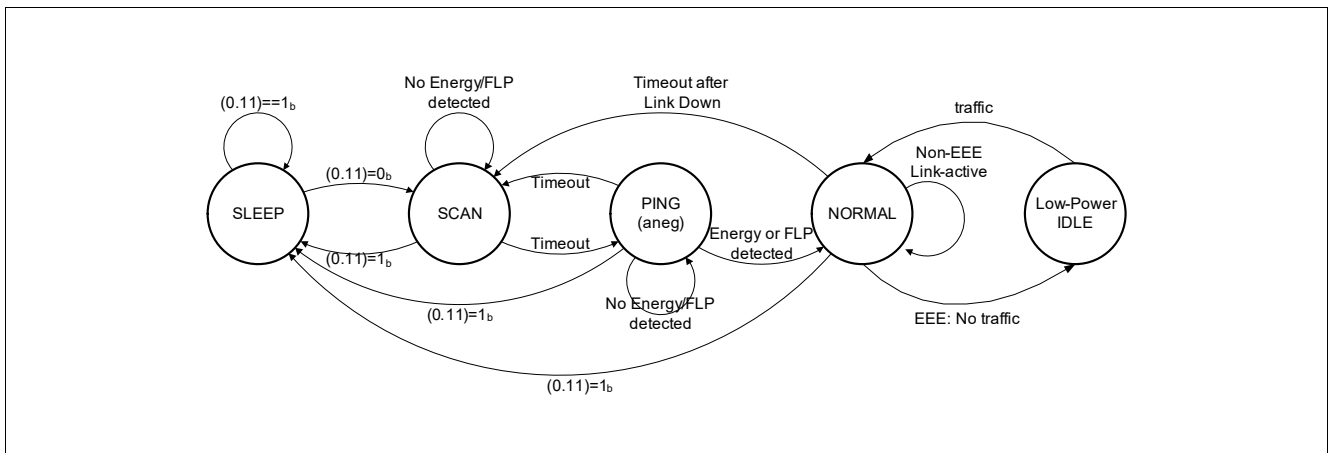 No Energy/FLP
detected
Timeout after
Link Down
(0.11)==1b
traffic
Non-EEE
Link-active
(0.11)=0b
Timeout
SLEEP
SCAN
PING
(aneg)
NORMAL
Low-Power
IDLE
Energy or FLP
detected
Timeout
(0.11)=1b
No Energy/FLP
detected
(0.11)=1b
EEE: No traffic
(0.11)=1b